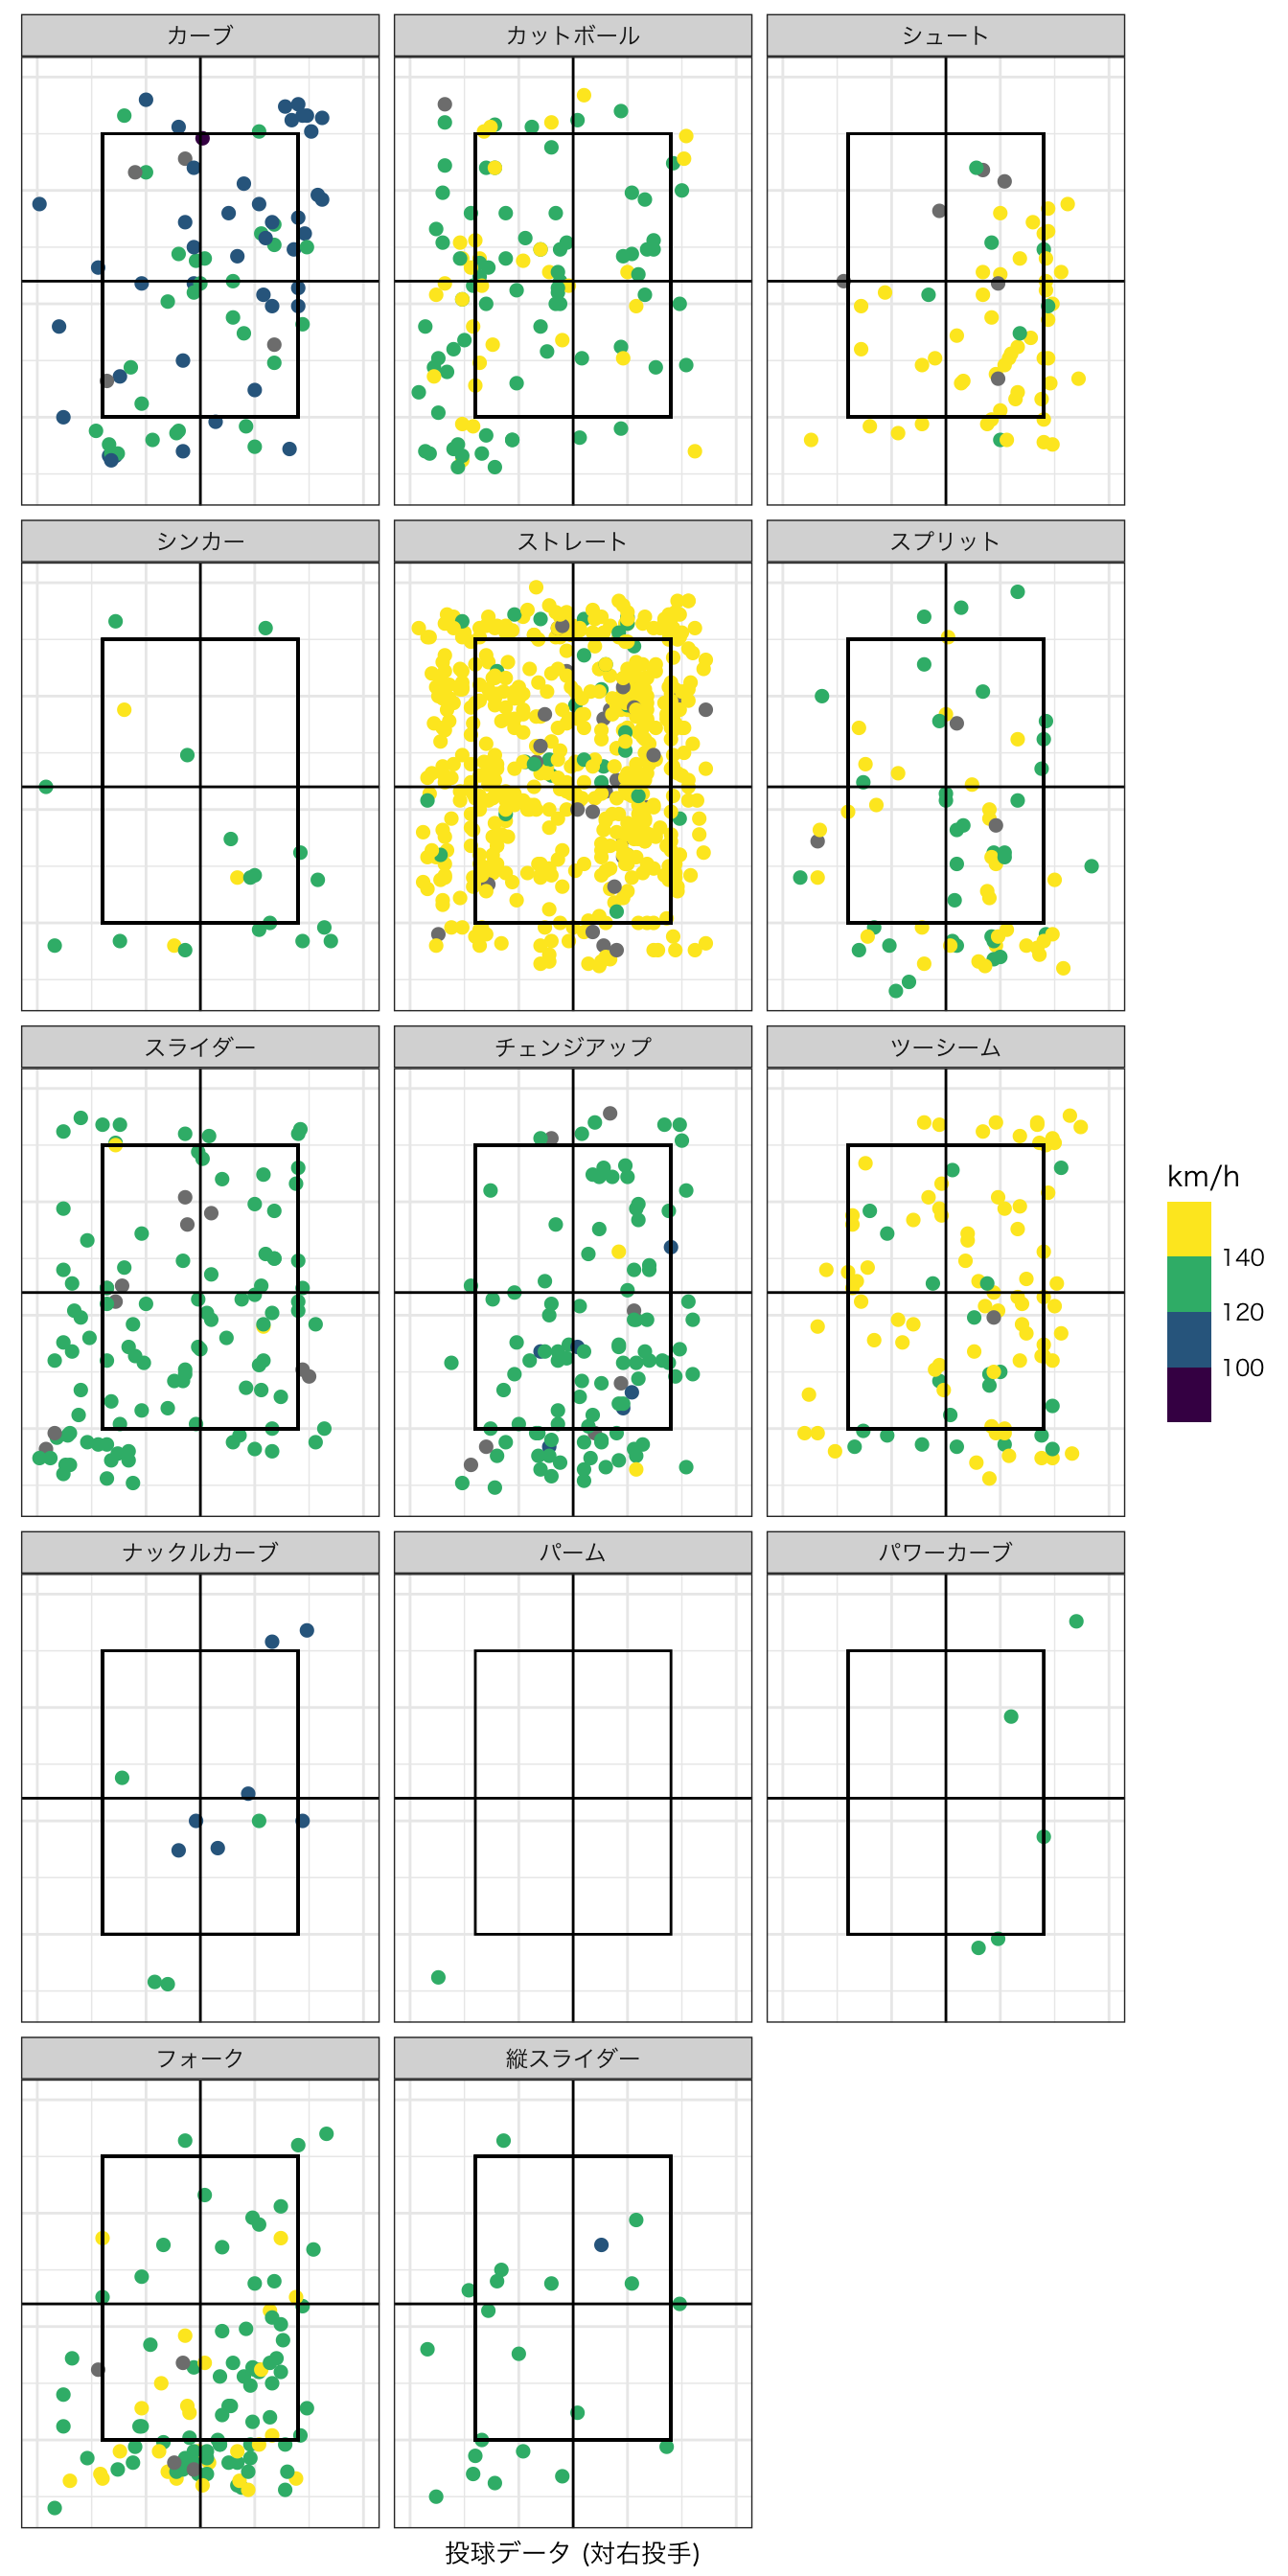 カーブ
カットボール
シュート
シンカー
ストレート
スプリット
スライダー
チェンジアップ
ツーシーム
km/h
140
120
100
ナックルカーブ
パーム
パワーカーブ
フォーク
縦スライダー
投球データ (対右投手)